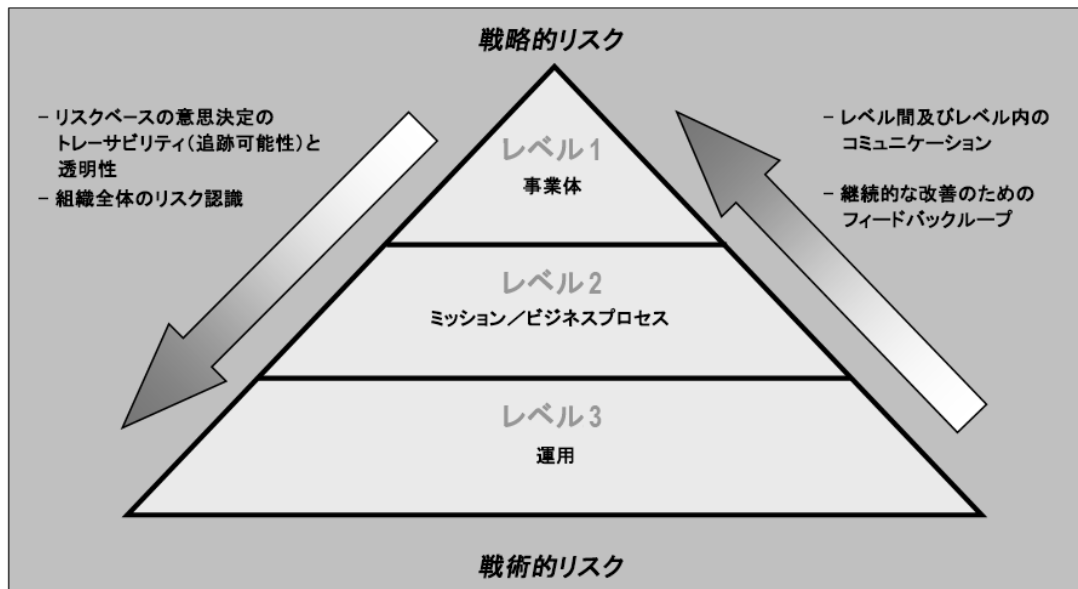 戦略的リスク
− リスクベースの意思決定の
トレーサビリティ（追跡可能性）と
透明性
− 組織全体のリスク認識
レベル1
事業体
− レベル間及びレベル内の
コミュニケーション
− 継続的な改善のための
フィードバックループ
レベル2
ミッション／ビジネスプロセス
レベル3
運用
戦術的リスク